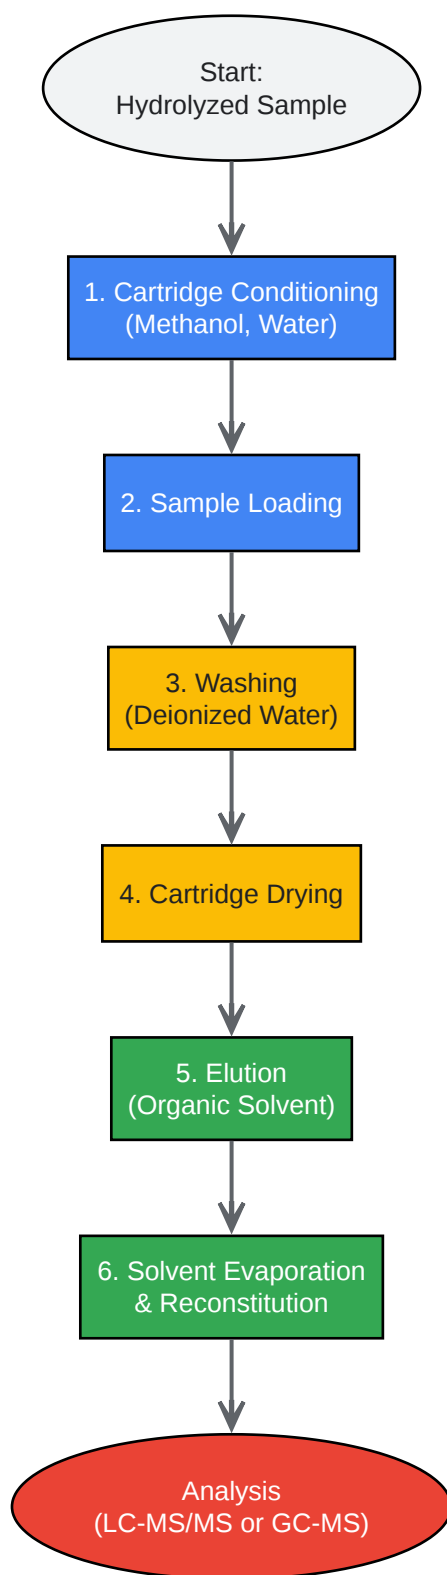 Start:
Hydrolyzed Sample
1. Cartridge Conditioning
(Methanol, Water)
2. Sample Loading
3. Washing
(Deionized Water)
4. Cartridge Drying
5. Elution
(Organic Solvent)
6. Solvent Evaporation
& Reconstitution
Analysis
(LC-MS/MS or GC-MS)